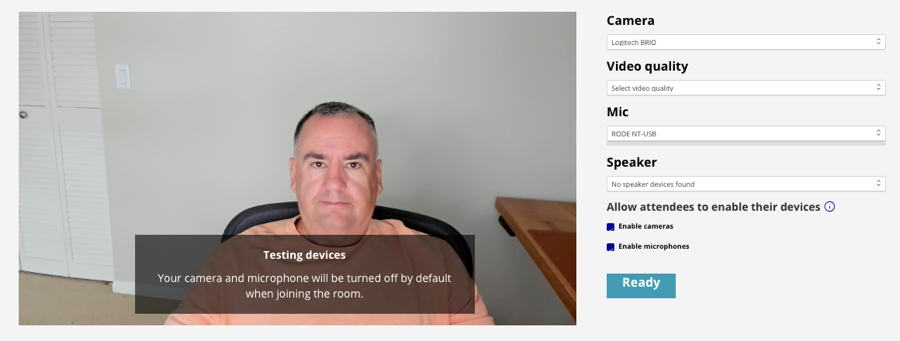 Testing devices
Your camera and microphone will be turned off by default
when joining the room.
Camera
Logitech BRIO
Video quality
Select video quality
Mic
RODE NT-USB
Speaker
No speaker devices found
Allow attendees to enable their devices
Enable cameras
Enable microphones
Ready